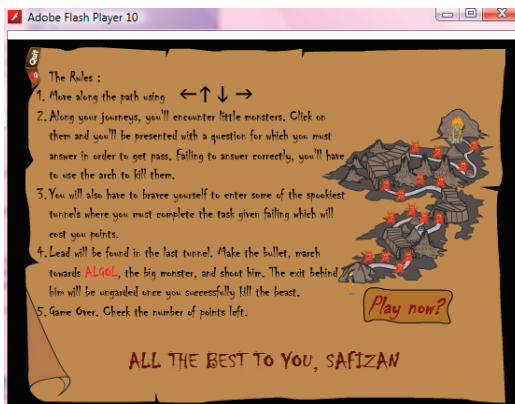 Adobe Flash Player 10
Quit
The Rules :
1. Move along the path using ←↑↓→
2. Along your journeys, you'll encounter little monsters. Click on
them and you'll be presented with a question for which you must
answer in order to get pass. Failing to answer correctly, you'll have
to use the arch to kill them.
3. You will also have to bravce yourself to enter some of the spookiest
tunnels where you must complete the task given failing which will
cost you points.
4. Lead will be found in the last tunnel. Make the bullet, march
towards ALGOL, the big monster, and shoot him. The exit behind
him will be ungarded once you successfully kill the beast.
5. Game Over. Check the number of points left.
Play now?
ALL THE BEST TO YOU, SAFIZAN